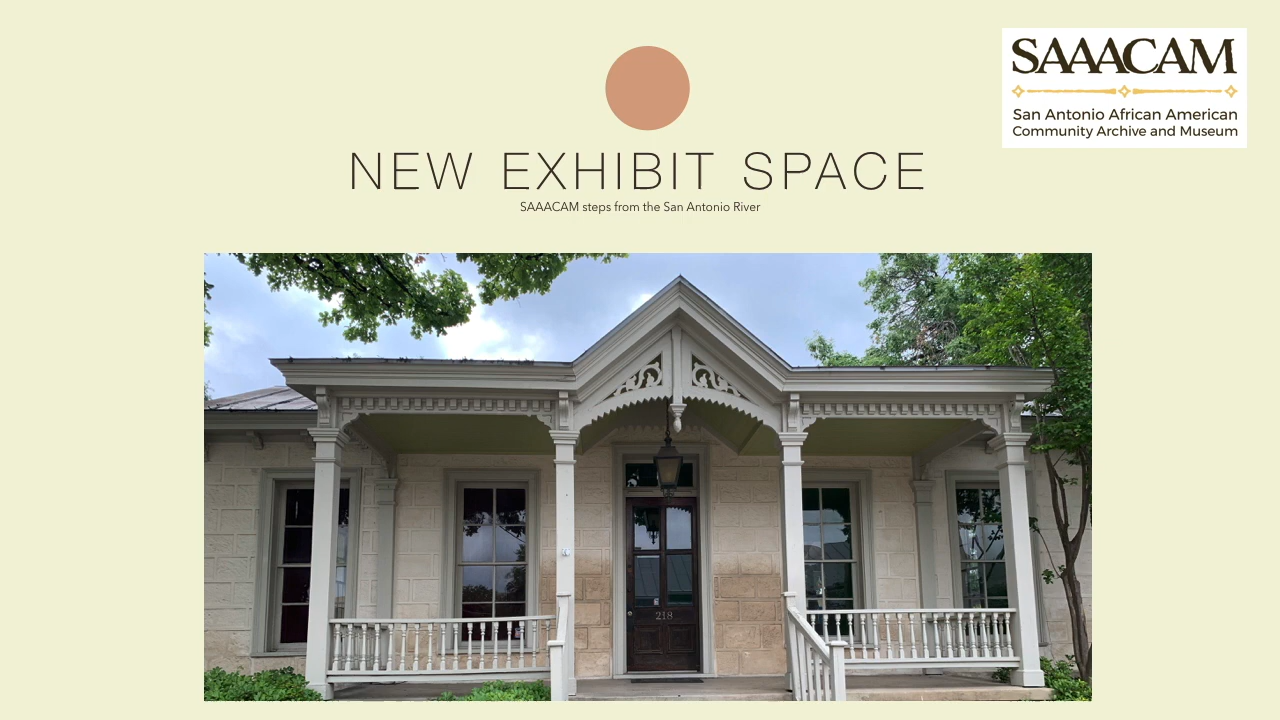 SAAACAM
San Antonio African American
Community Archive and Museum
NEW EXHIBIT SPACE
SAAACAM steps from the San Antonio River
218